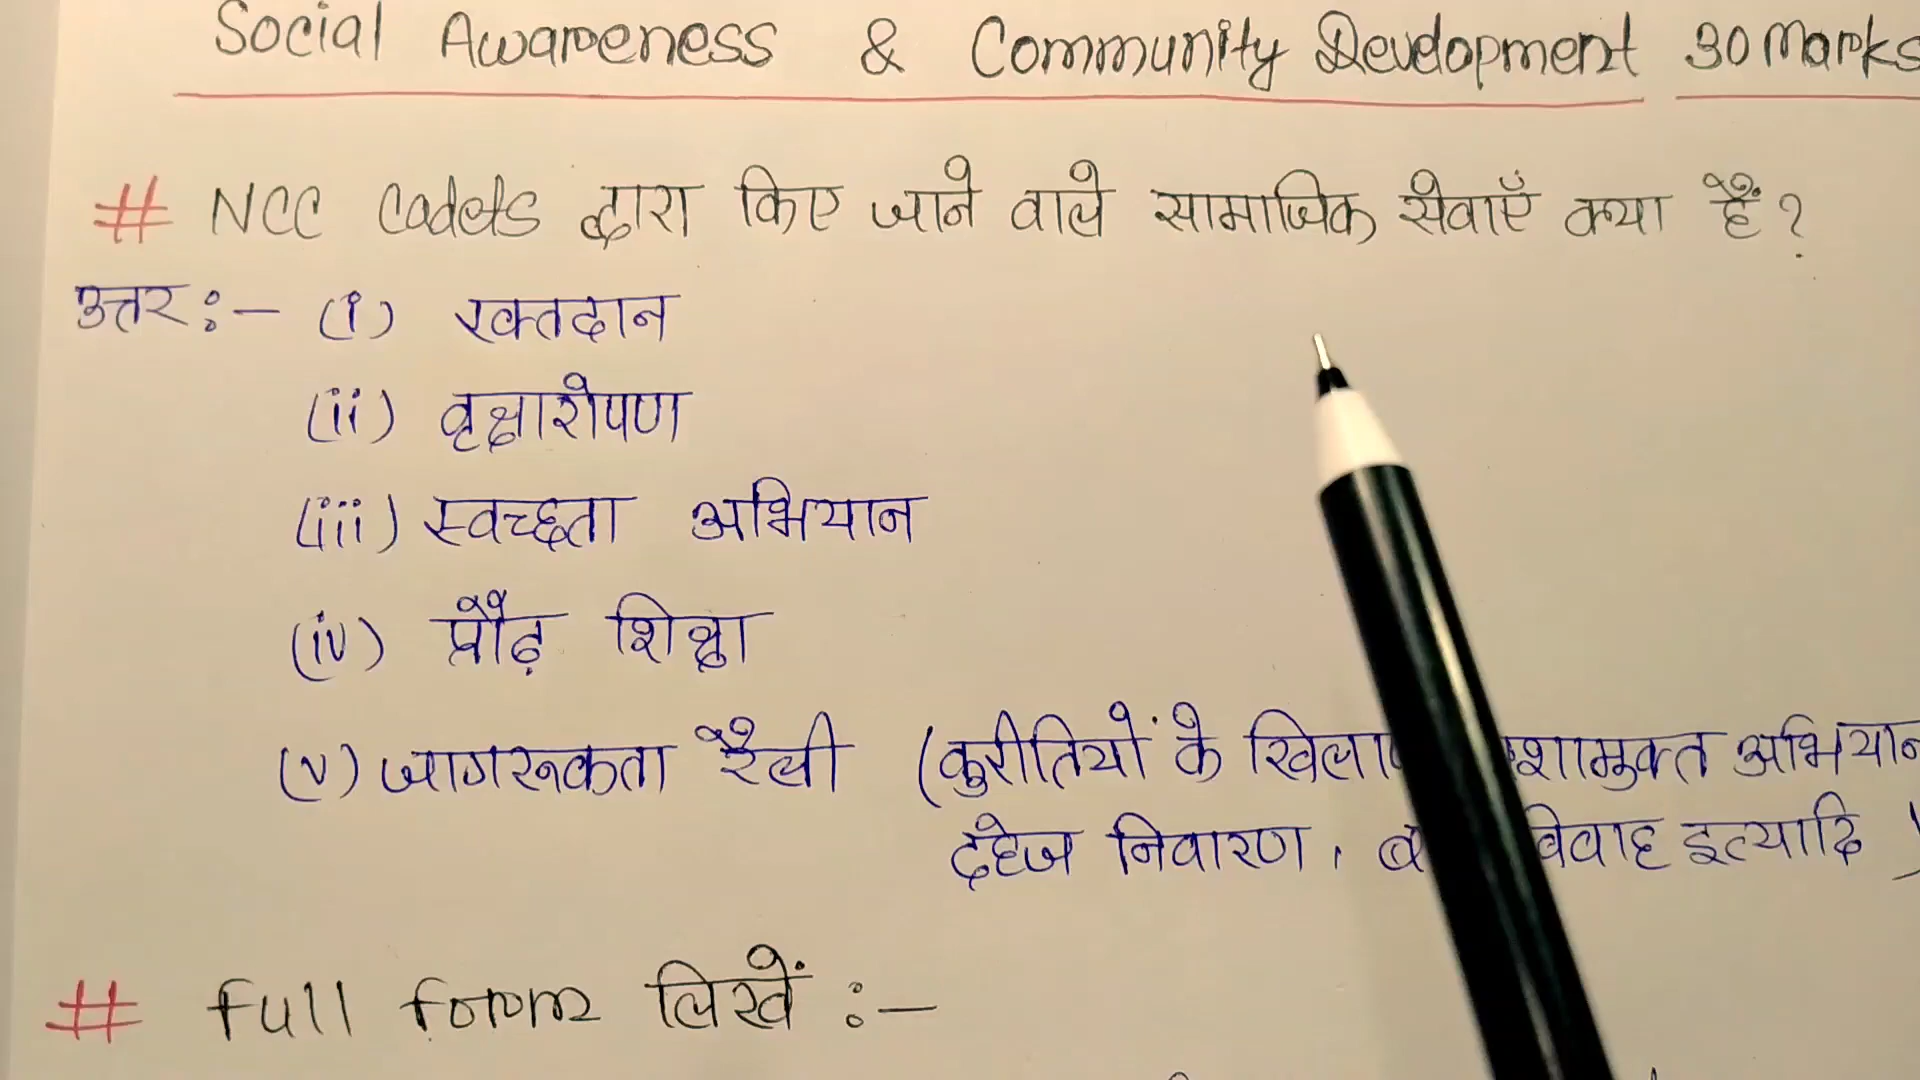 Social Awareness & Community Development 30 Marks
# NCC Cadets द्वारा किए जाने वाले सामाजिक सेवाएँ क्या हैं?
उत्तर :- (i) रक्तदान
(ii) वृक्षारोपण
(iii) स्वच्छता अभियान
(iv) प्रौढ़ शिक्षा
(v) जागरूकता रैली (कुरीतियों के अभियान
दहेज निवारण, विवाह इत्यादि)
# Full form लिखें :-